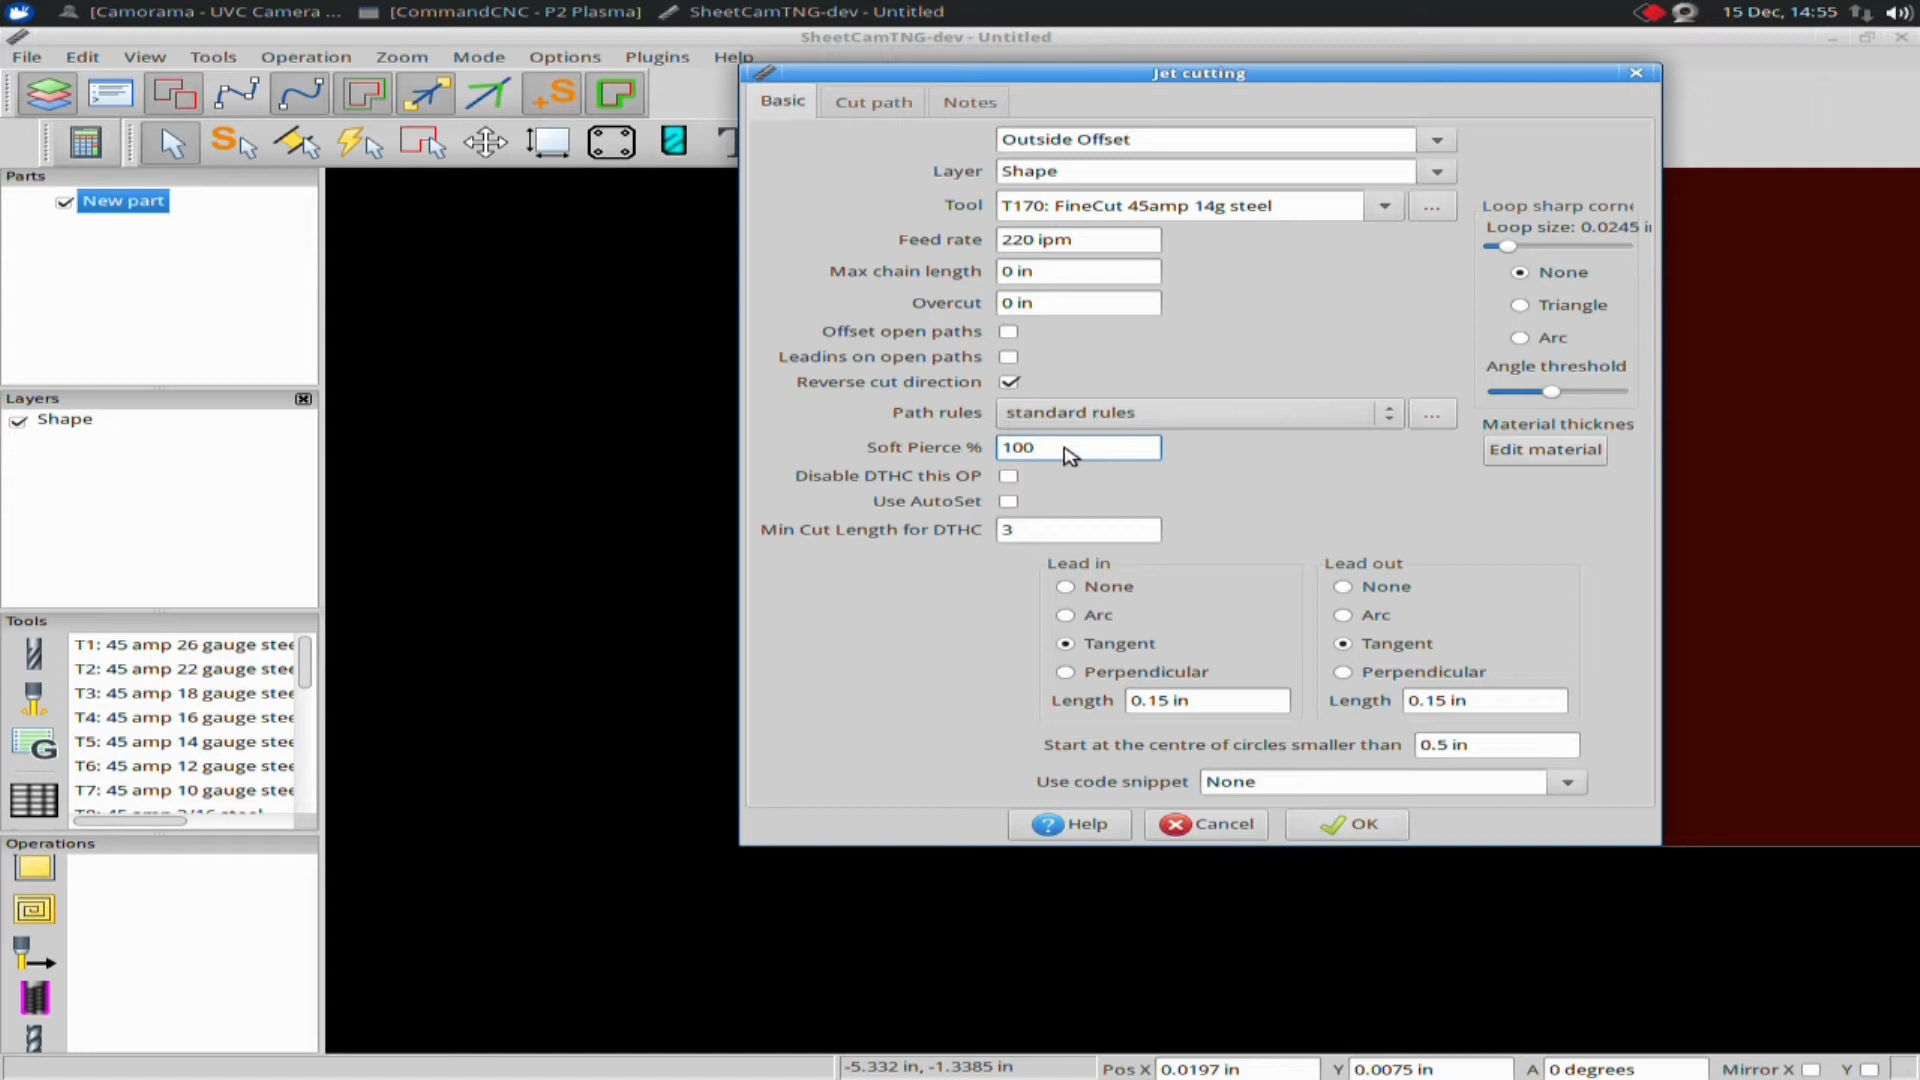 [Camorama - UVC Camera ... [CommandCNC - P2 Plasma] SheetCamTNG-dev - Untitled 15 Dec, 14:55
SheetCamTNG-dev - Untitled
File Edit View Tools Operation Zoom Mode Options Plugins Help
Jet cutting
Basic Cut path Notes
Outside Offset
Layer Shape
Tool T170: FineCut 45amp 14g steel ...
Feed rate 220 ipm
Max chain length 0 in
Overcut 0 in
Offset open paths
Leadins on open paths
Reverse cut direction
Path rules standard rules ...
Soft Pierce % 100
Disable DTHC this OP
Use AutoSet
Min Cut Length for DTHC 3
Loop sharp corne
Loop size: 0.0245 i
None
Triangle
Arc
Angle threshold
Material thicknes
Edit material
Lead in
None
Arc
Tangent
Perpendicular
Length 0.15 in
Lead out
None
Arc
Tangent
Perpendicular
Length 0.15 in
Start at the centre of circles smaller than 0.5 in
Use code snippet None
Help Cancel OK
Parts
New part
Layers
Shape
Tools
T1: 45 amp 26 gauge stee
T2: 45 amp 22 gauge stee
T3: 45 amp 18 gauge stee
T4: 45 amp 16 gauge stee
T5: 45 amp 14 gauge stee
T6: 45 amp 12 gauge stee
T7: 45 amp 10 gauge stee
Operations
-5.332 in, -1.3385 in Pos X 0.0197 in Y 0.0075 in A 0 degrees Mirror X Y